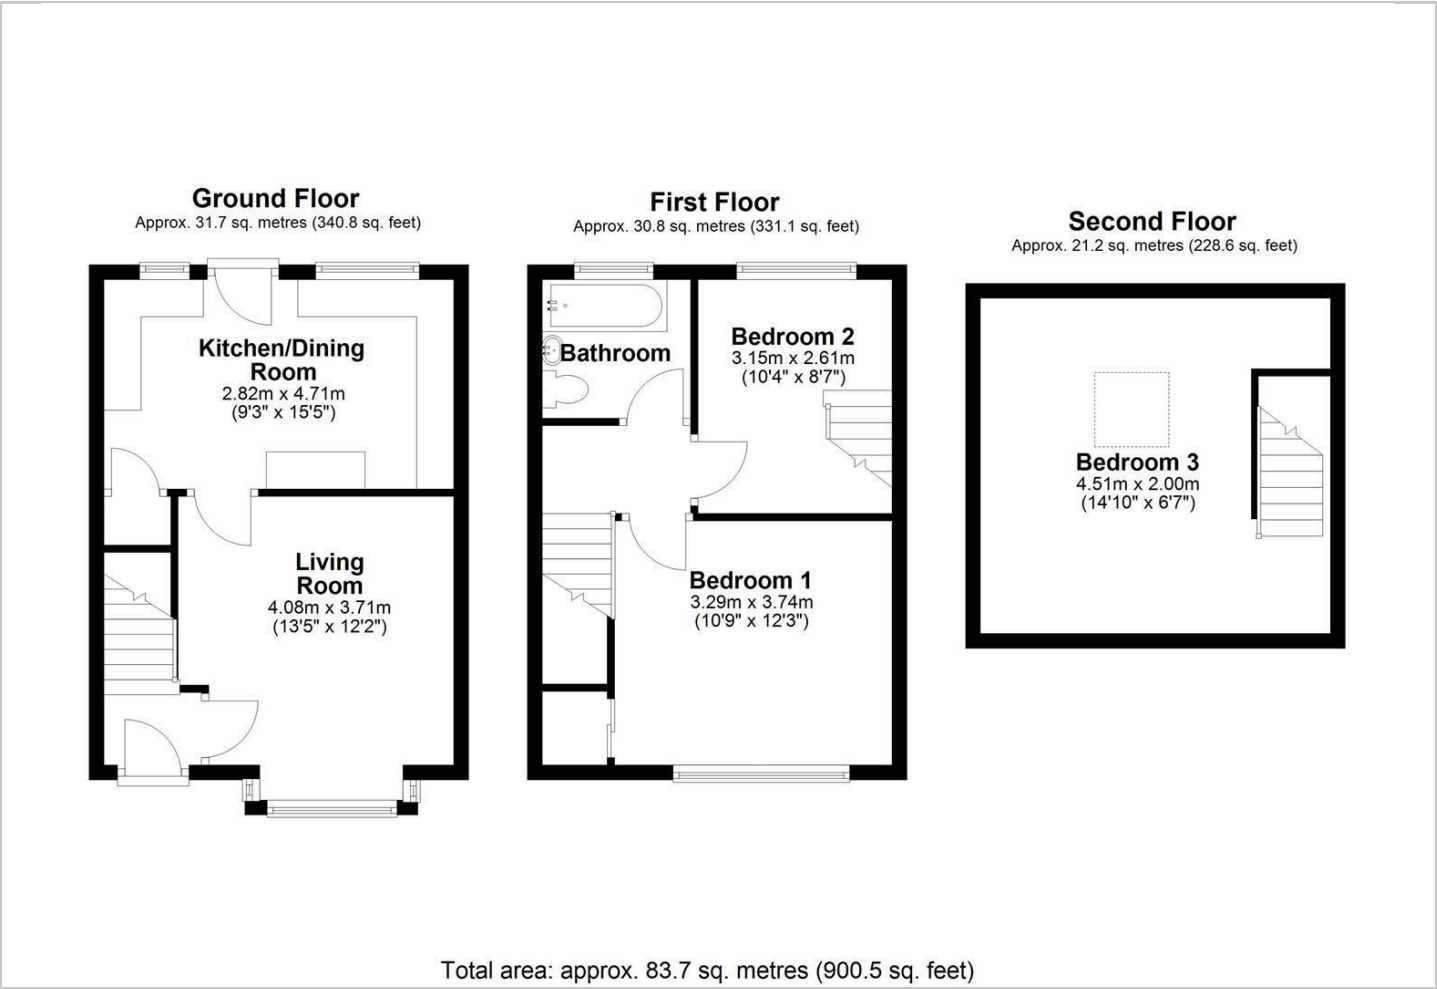 Ground Floor
Approx. 31.7 sq. metres (340.8 sq. feet)
Kitchen/Dining
Room
2.82m x 4.71m
(9'3" x 15'5")
Living
Room
4.08m x 3.71m
(13'5" x 12'2")
First Floor
Approx. 30.8 sq. metres (331.1 sq. feet)
Bathroom
Bedroom 2
3.15m x 2.61m
(10'4" x 8'7")
Bedroom 1
3.29m x 3.74m
(10'9" x 12'3")
Second Floor
Approx. 21.2 sq. metres (228.6 sq. feet)
Bedroom 3
4.51m x 2.00m
(14'10" x 6'7")
Total area: approx. 83.7 sq. metres (900.5 sq. feet)